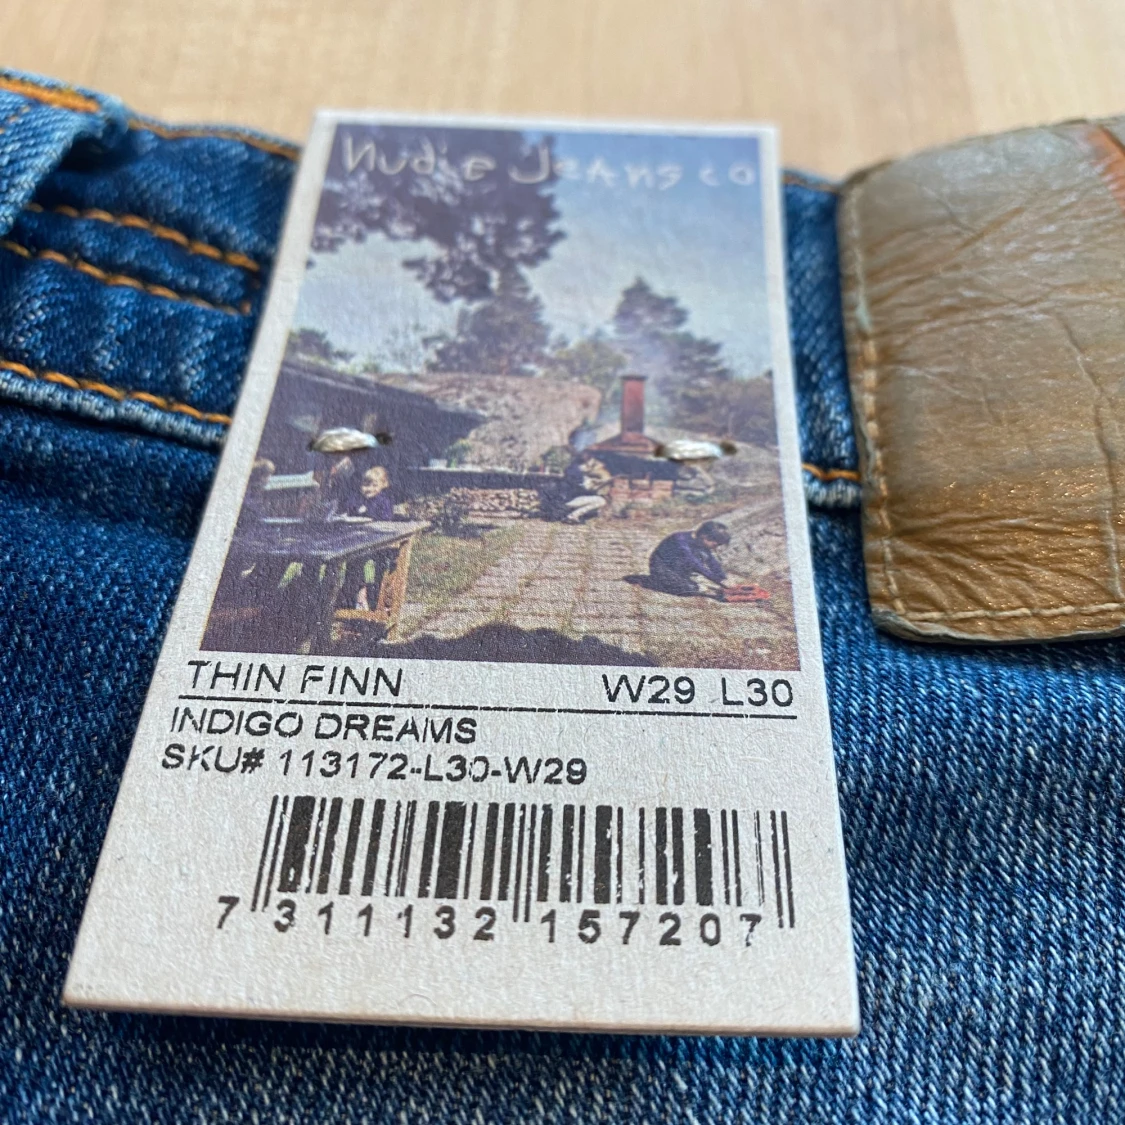 Nudie Jeans co
THIN FINN W29 L30
INDIGO DREAMS
SKU# 113172-L30-W29
7 311132 157207